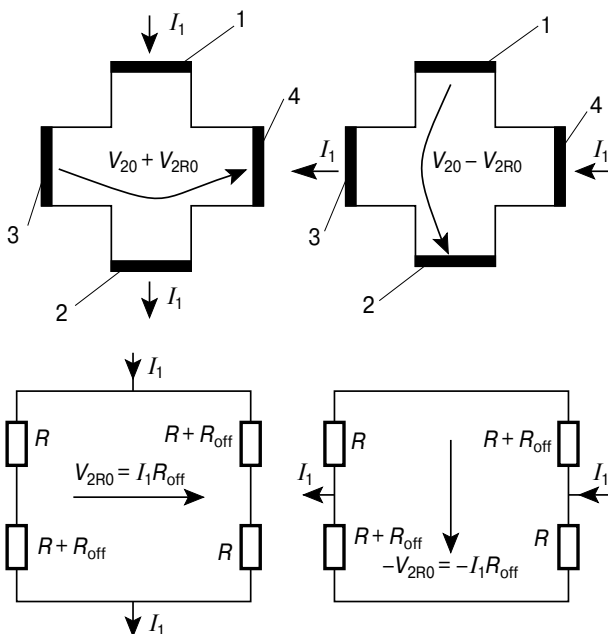 I₁
1
4
V₂₀ + V₂R₀
3
2
I₁
1
4
I₁
V₂₀ − V₂R₀
I₁
3
2
I₁
R
R + Roff
V₂R₀ = I₁Roff
R + Roff
R
I₁
R
R + Roff
I₁
I₁
R + Roff
R
−V₂R₀ = −I₁Roff